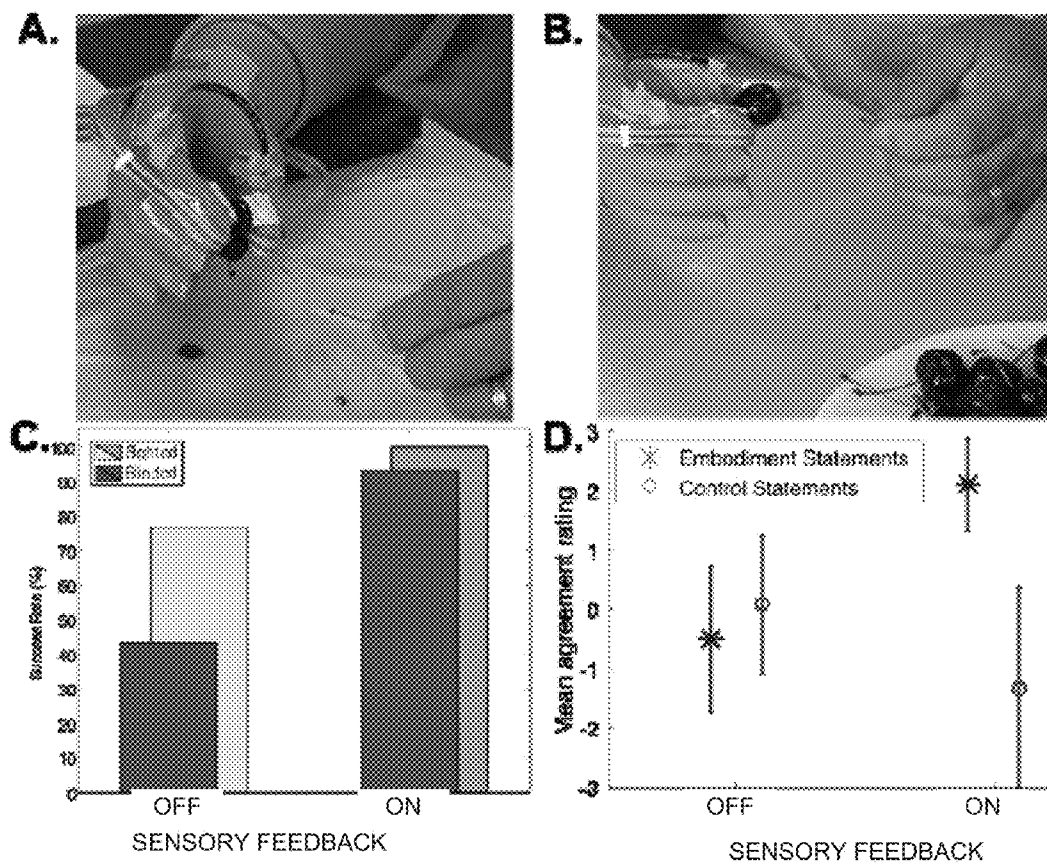 A.
B.
C.
100
90
80
70
60
50
40
30
20
10
0
Success Rate (%)
Sighted
Blinded
OFF
ON
SENSORY FEEDBACK
D.
3
2
1
0
-1
-2
-3
Mean agreement rating
Embodiment Statements
Control Statements
OFF
ON
SENSORY FEEDBACK